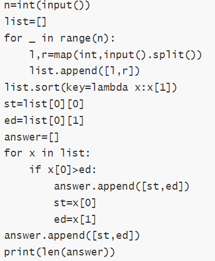 n=int(input())
list=[]
for _ in range(n):
    l,r=map(int,input().split())
    list.append([l,r])
list.sort(key=lambda x:x[1])
st=list[0][0]
ed=list[0][1]
answer=[]
for x in list:
    if x[0]>ed:
        answer.append([st,ed])
        st=x[0]
        ed=x[1]
answer.append([st,ed])
print(len(answer))